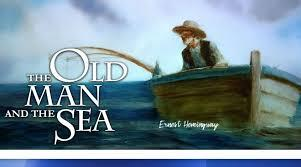 THE OLD
MAN
AND THE SEA
Ernest Hemingway